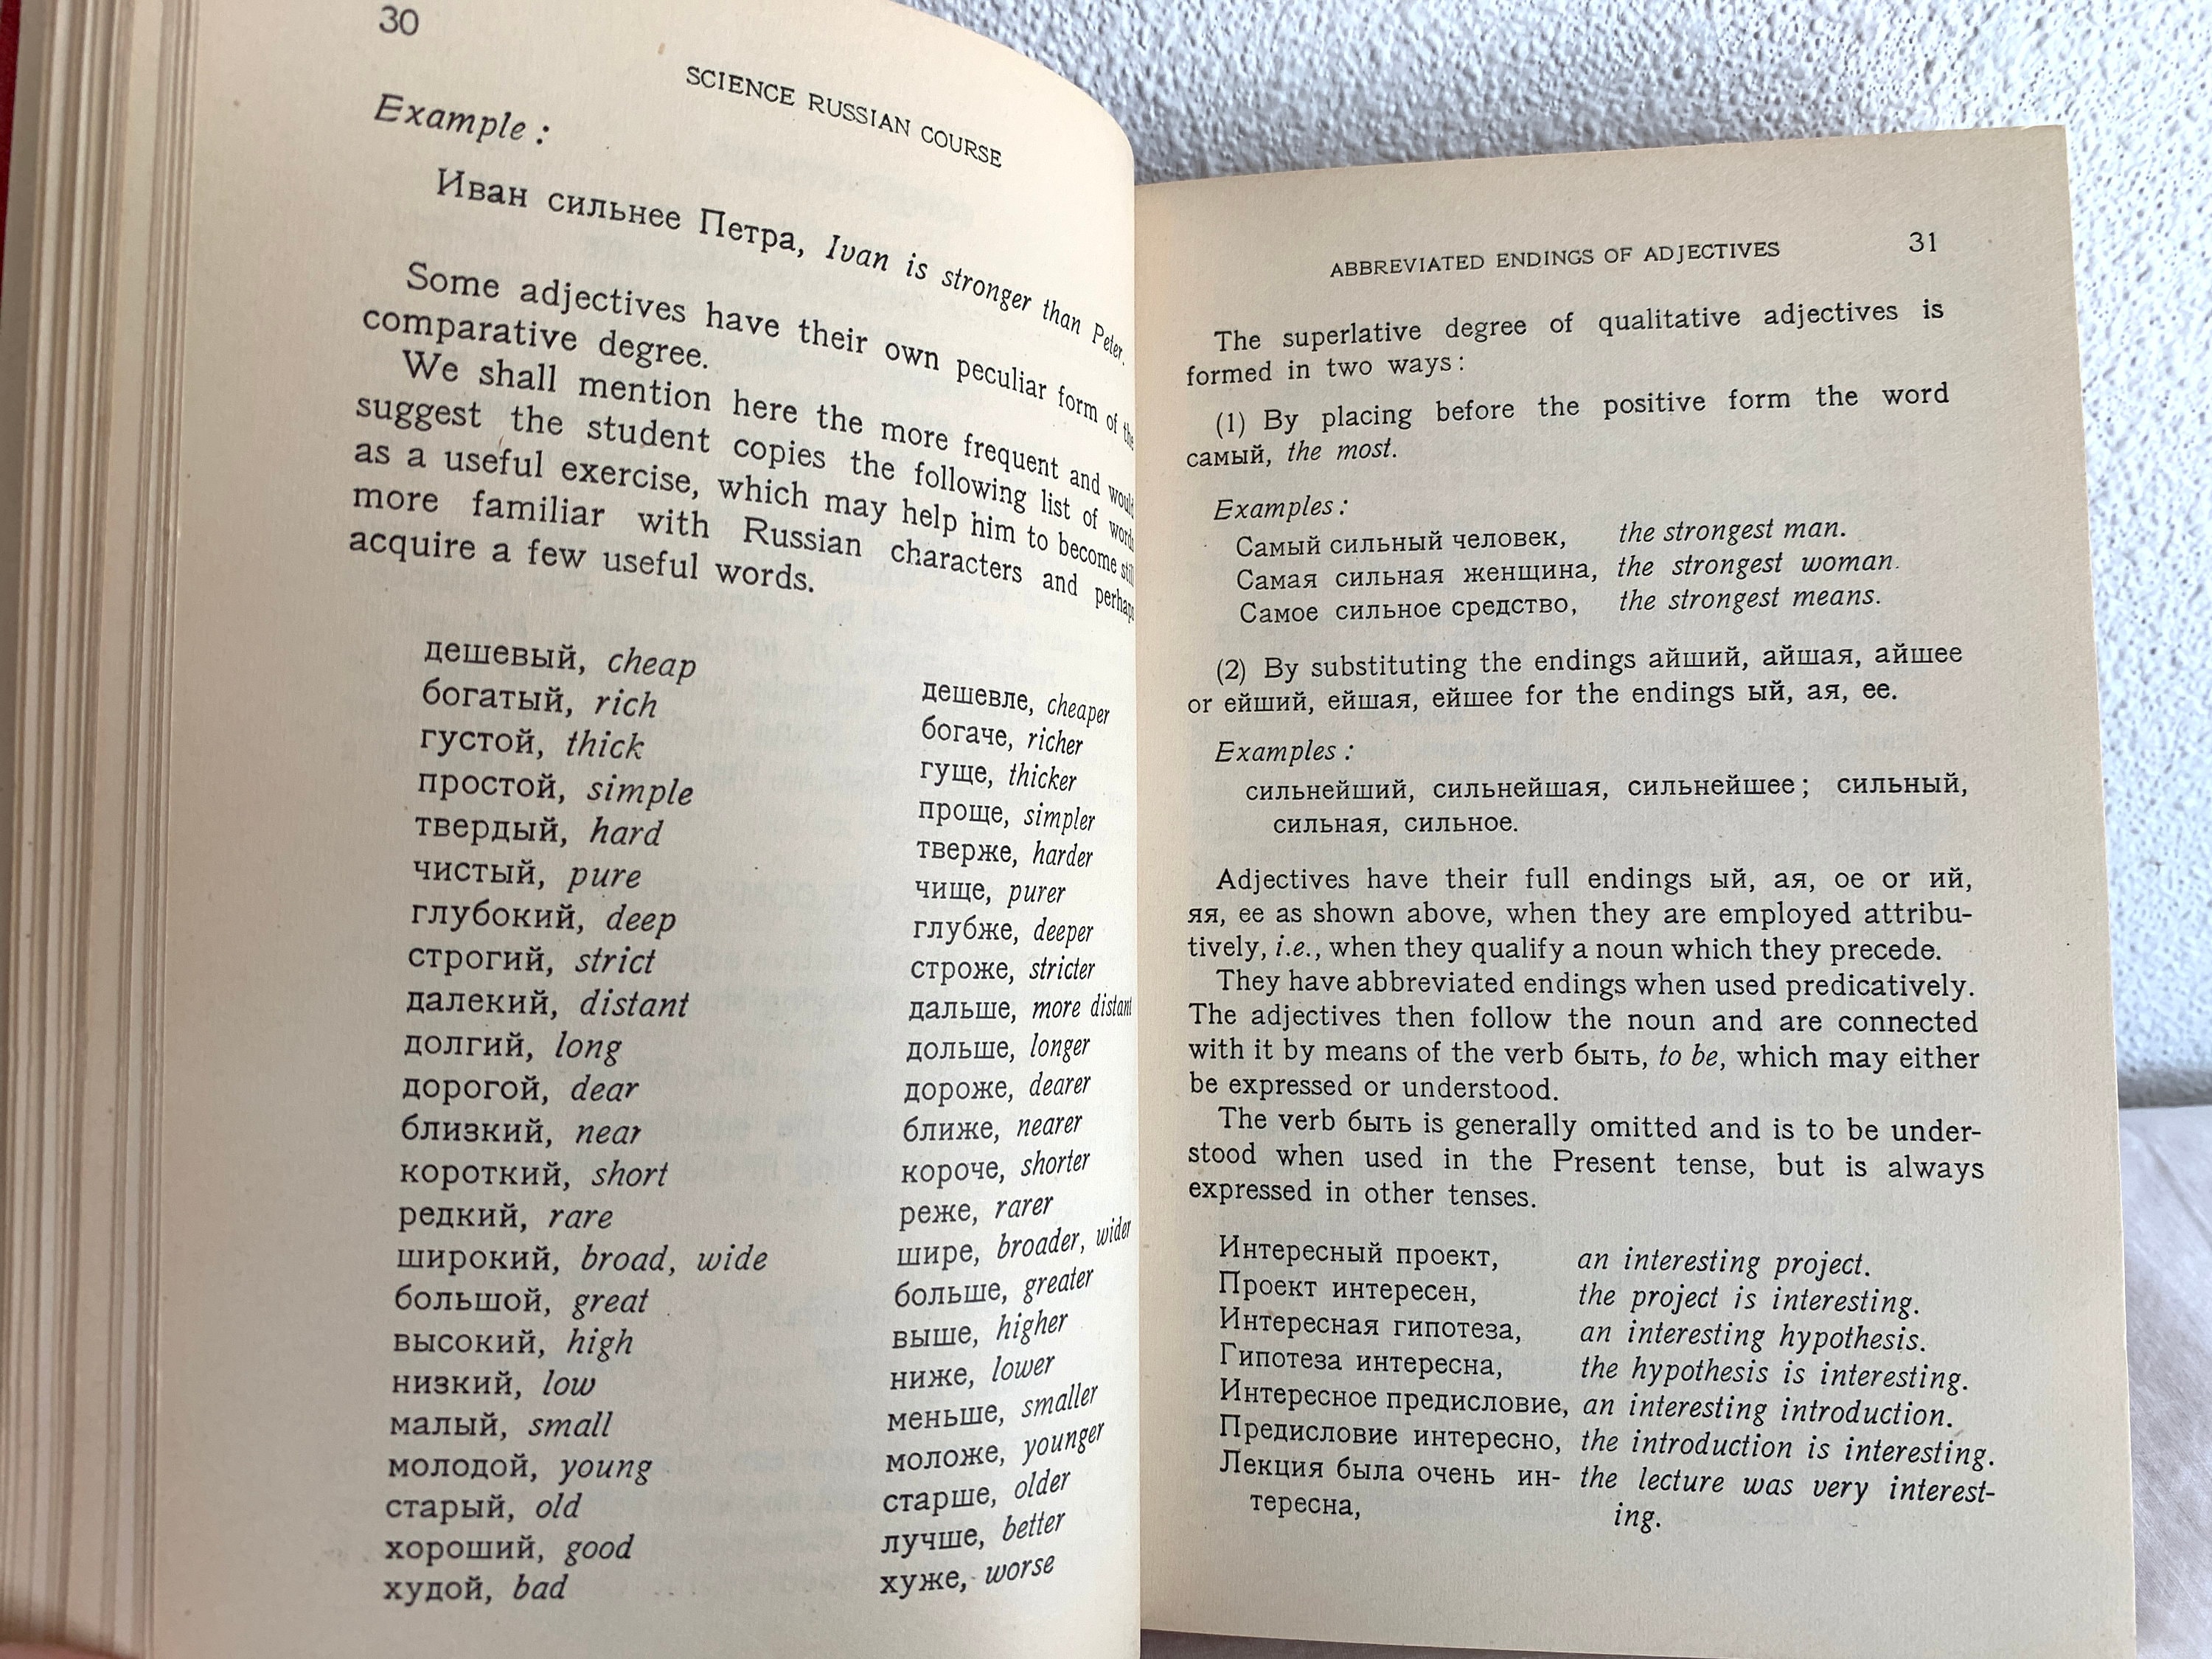 30
SCIENCE RUSSIAN COURSE
Example :
Иван сильнее Петра, Ivan is stronger than Peter.
Some adjectives have their own peculiar form of the
comparative degree.
We shall mention here the more frequent and would
suggest the student copies the following list of words
as a useful exercise, which may help him to become still
more familiar with Russian characters and perhaps
acquire a few useful words.
дешевый, cheap дешевле, cheaper
богатый, rich богаче, richer
густой, thick гуще, thicker
простой, simple проще, simpler
твердый, hard тверже, harder
чистый, pure чище, purer
глубокий, deep глубже, deeper
строгий, strict строже, stricter
далекий, distant дальше, more distant
долгий, long дольше, longer
дорогой, dear дороже, dearer
близкий, near ближе, nearer
короткий, short короче, shorter
редкий, rare реже, rarer
широкий, broad, wide шире, broader, wider
большой, great больше, greater
высокий, high выше, higher
низкий, low ниже, lower
малый, small меньше, smaller
молодой, young моложе, younger
старый, old старше, older
хороший, good лучше, better
худой, bad хуже, worse
ABBREVIATED ENDINGS OF ADJECTIVES 31
The superlative degree of qualitative adjectives is
formed in two ways :
(1) By placing before the positive form the word
самый, the most.
Examples :
Самый сильный человек, the strongest man.
Самая сильная женщина, the strongest woman.
Самое сильное средство, the strongest means.
(2) By substituting the endings айший, айшая, айшее
or ейший, ейшая, ейшее for the endings ый, ая, ее.
Examples :
сильнейший, сильнейшая, сильнейшее ; сильный,
сильная, сильное.
Adjectives have their full endings ый, ая, ое or ий,
яя, ее as shown above, when they are employed attribu-
tively, i.e., when they qualify a noun which they precede.
They have abbreviated endings when used predicatively.
The adjectives then follow the noun and are connected
with it by means of the verb быть, to be, which may either
be expressed or understood.
The verb быть is generally omitted and is to be under-
stood when used in the Present tense, but is always
expressed in other tenses.
Интересный проект, an interesting project.
Проект интересен, the project is interesting.
Интересная гипотеза, an interesting hypothesis.
Гипотеза интересна, the hypothesis is interesting.
Интересное предисловие, an interesting introduction.
Предисловие интересно, the introduction is interesting.
Лекция была очень ин- the lecture was very interest-
тересна, ing.